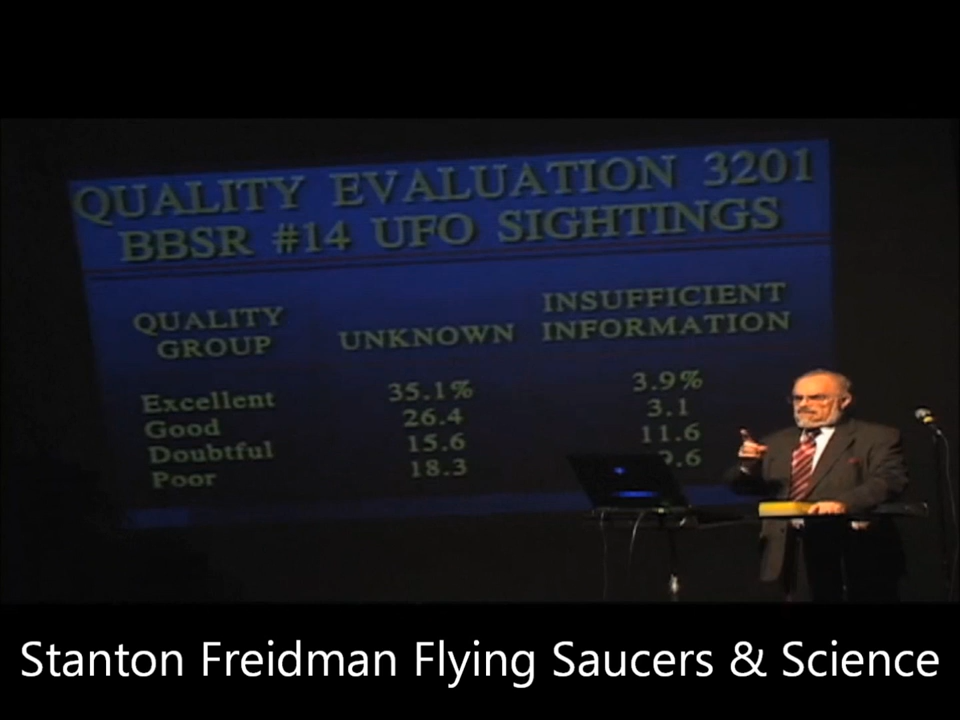 QUALITY EVALUATION 3201
BBSR #14 UFO SIGHTINGS
QUALITY GROUP
UNKNOWN
INSUFFICIENT INFORMATION
Excellent 35.1% 3.9%
Good 26.4 3.1
Doubtful 15.6 11.6
Poor 18.3
Stanton Freidman Flying Saucers & Science